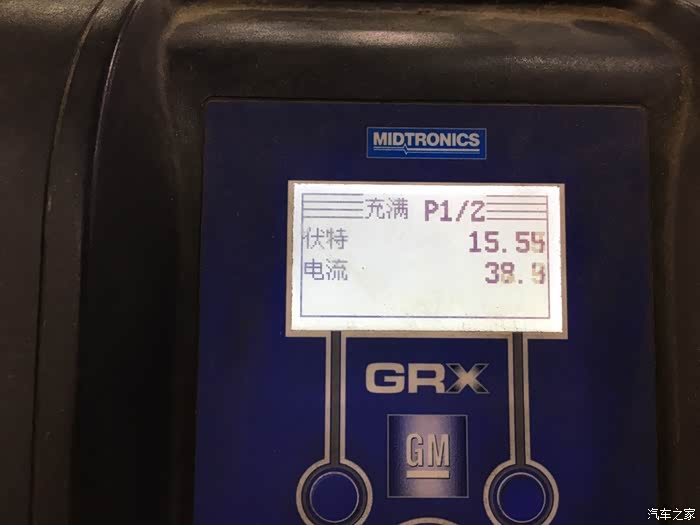 MIDTRONICS
充满 P1/2
伏特 15.55
电流 38.9
GRX
GM
汽车之家